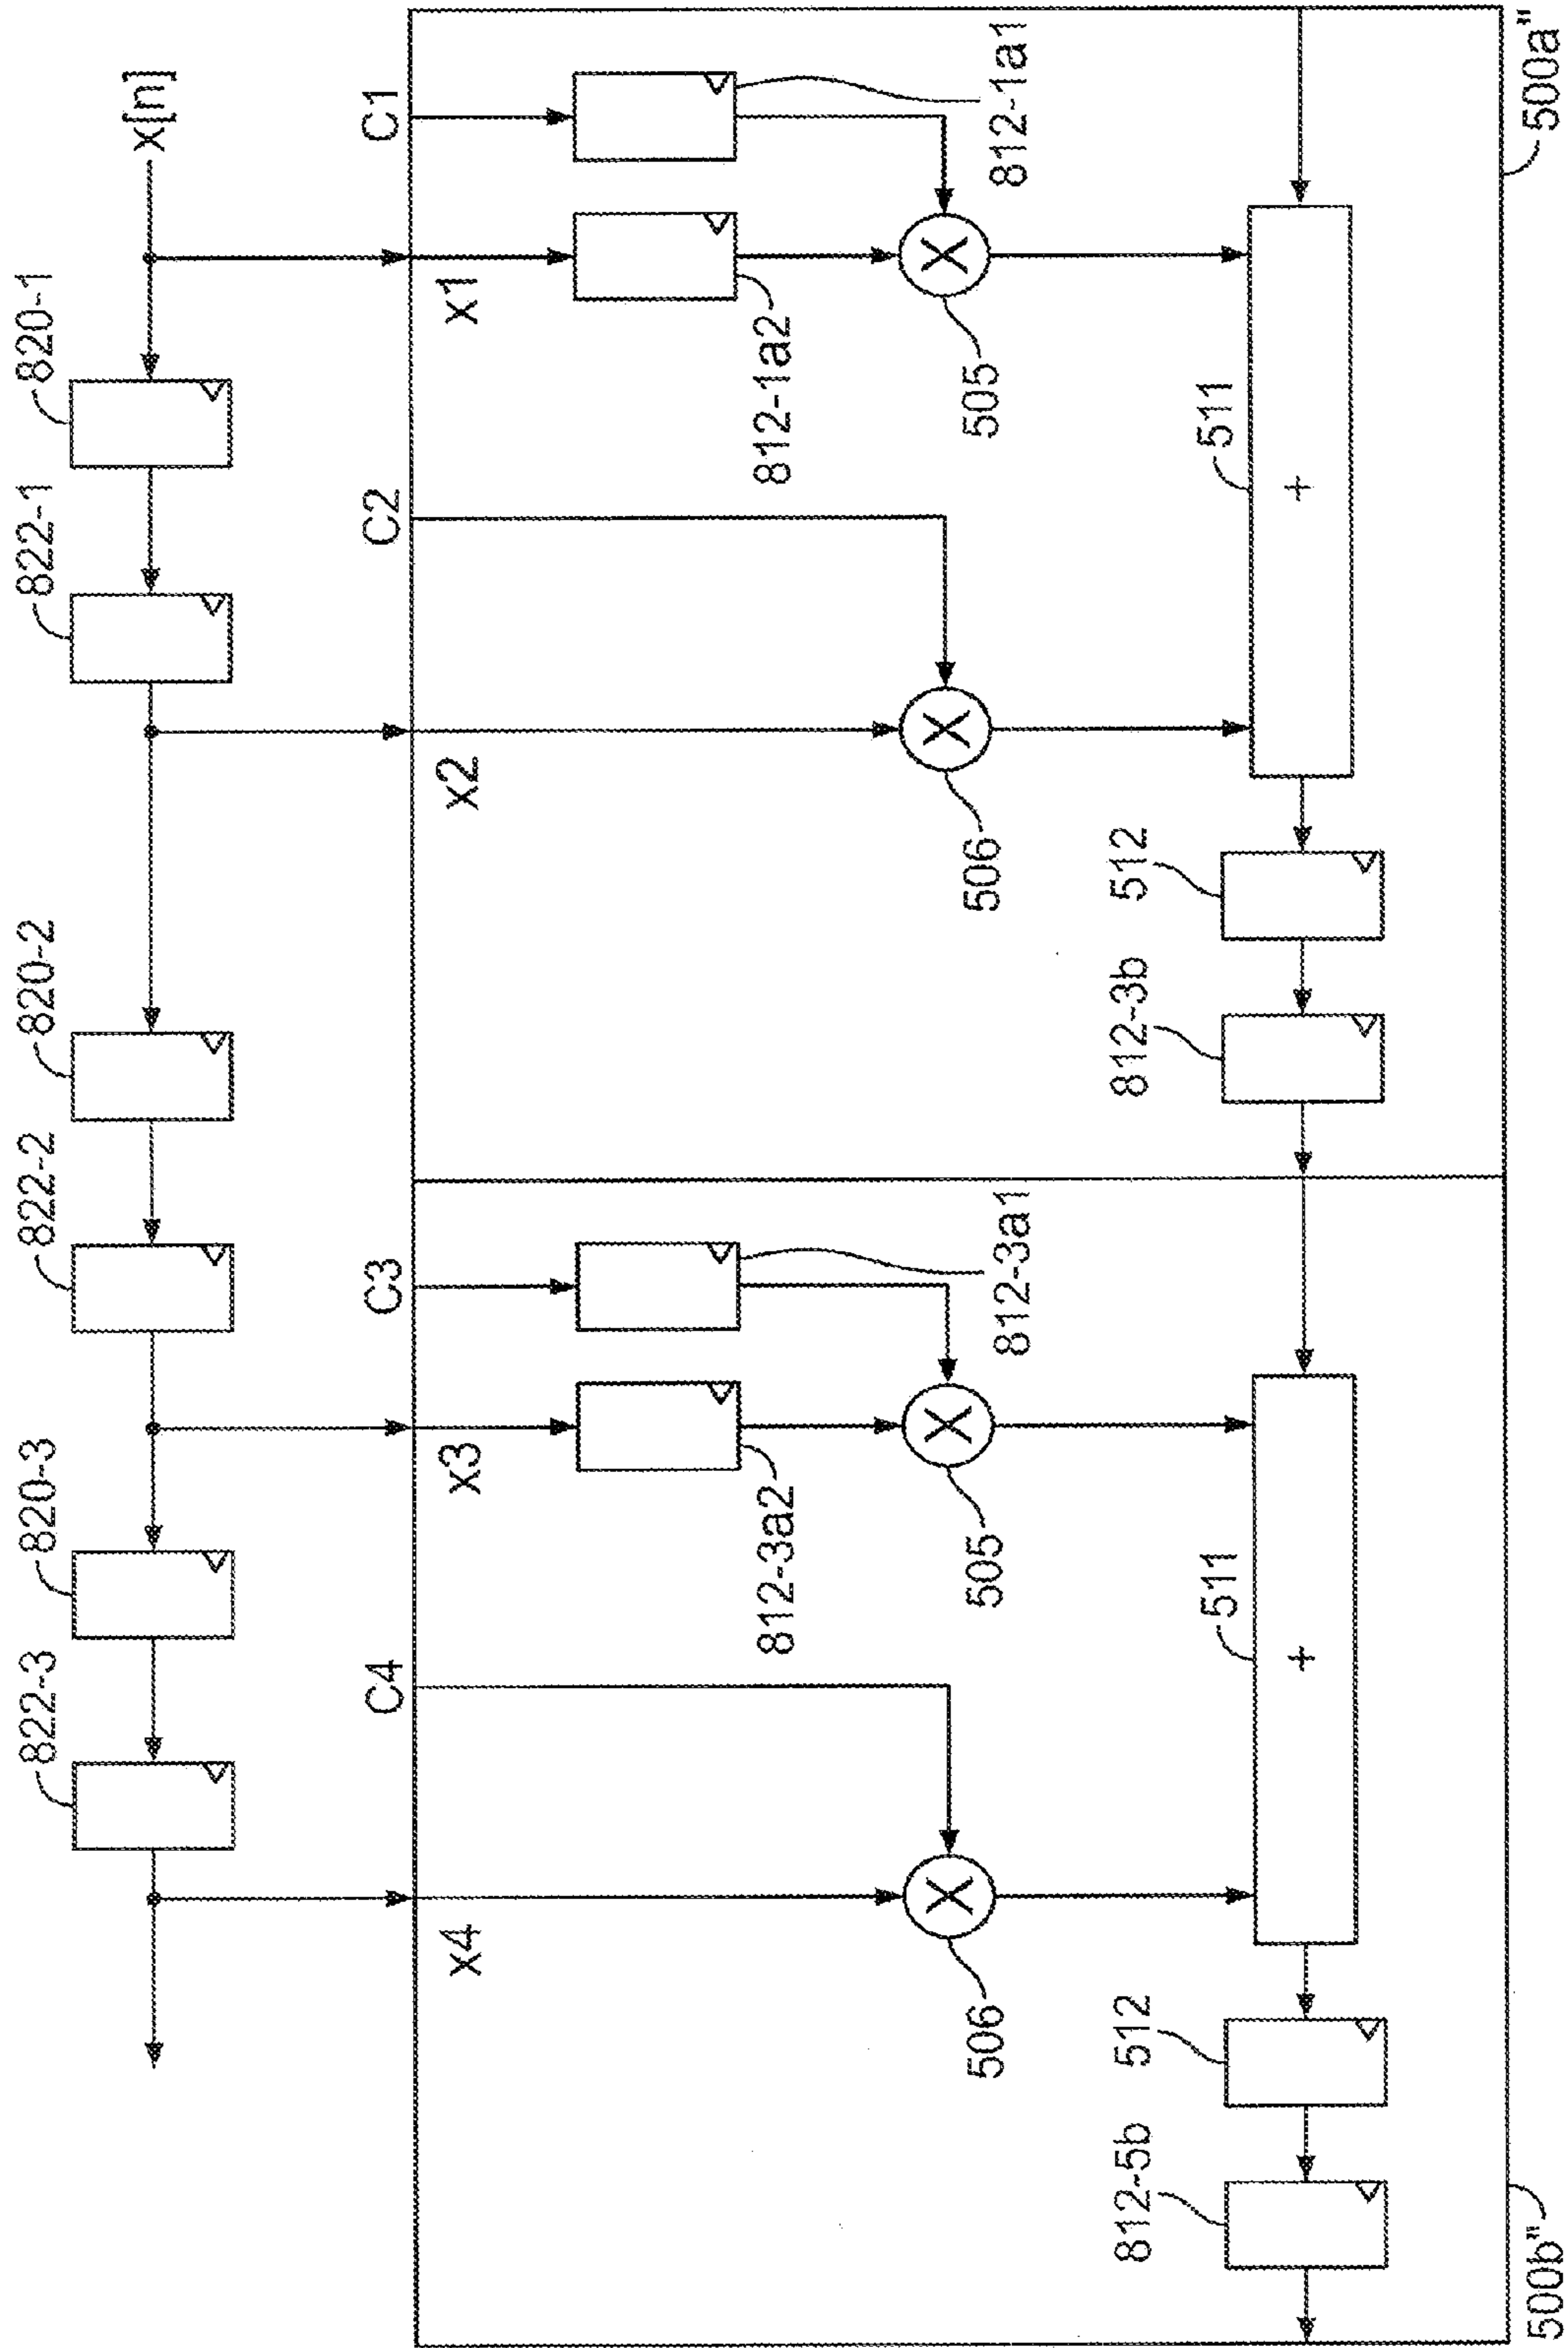 822-3
820-3
822-2
820-2
822-1
820-1
x[n]
C4
C3
C2
C1
x4
x3
x2
x1
812-3a2
812-1a2
X
X
X
X
506
505
812-3a1
506
505
812-1a1
812-5b
512
511
812-3b
512
511
+
+
500b"
500a"